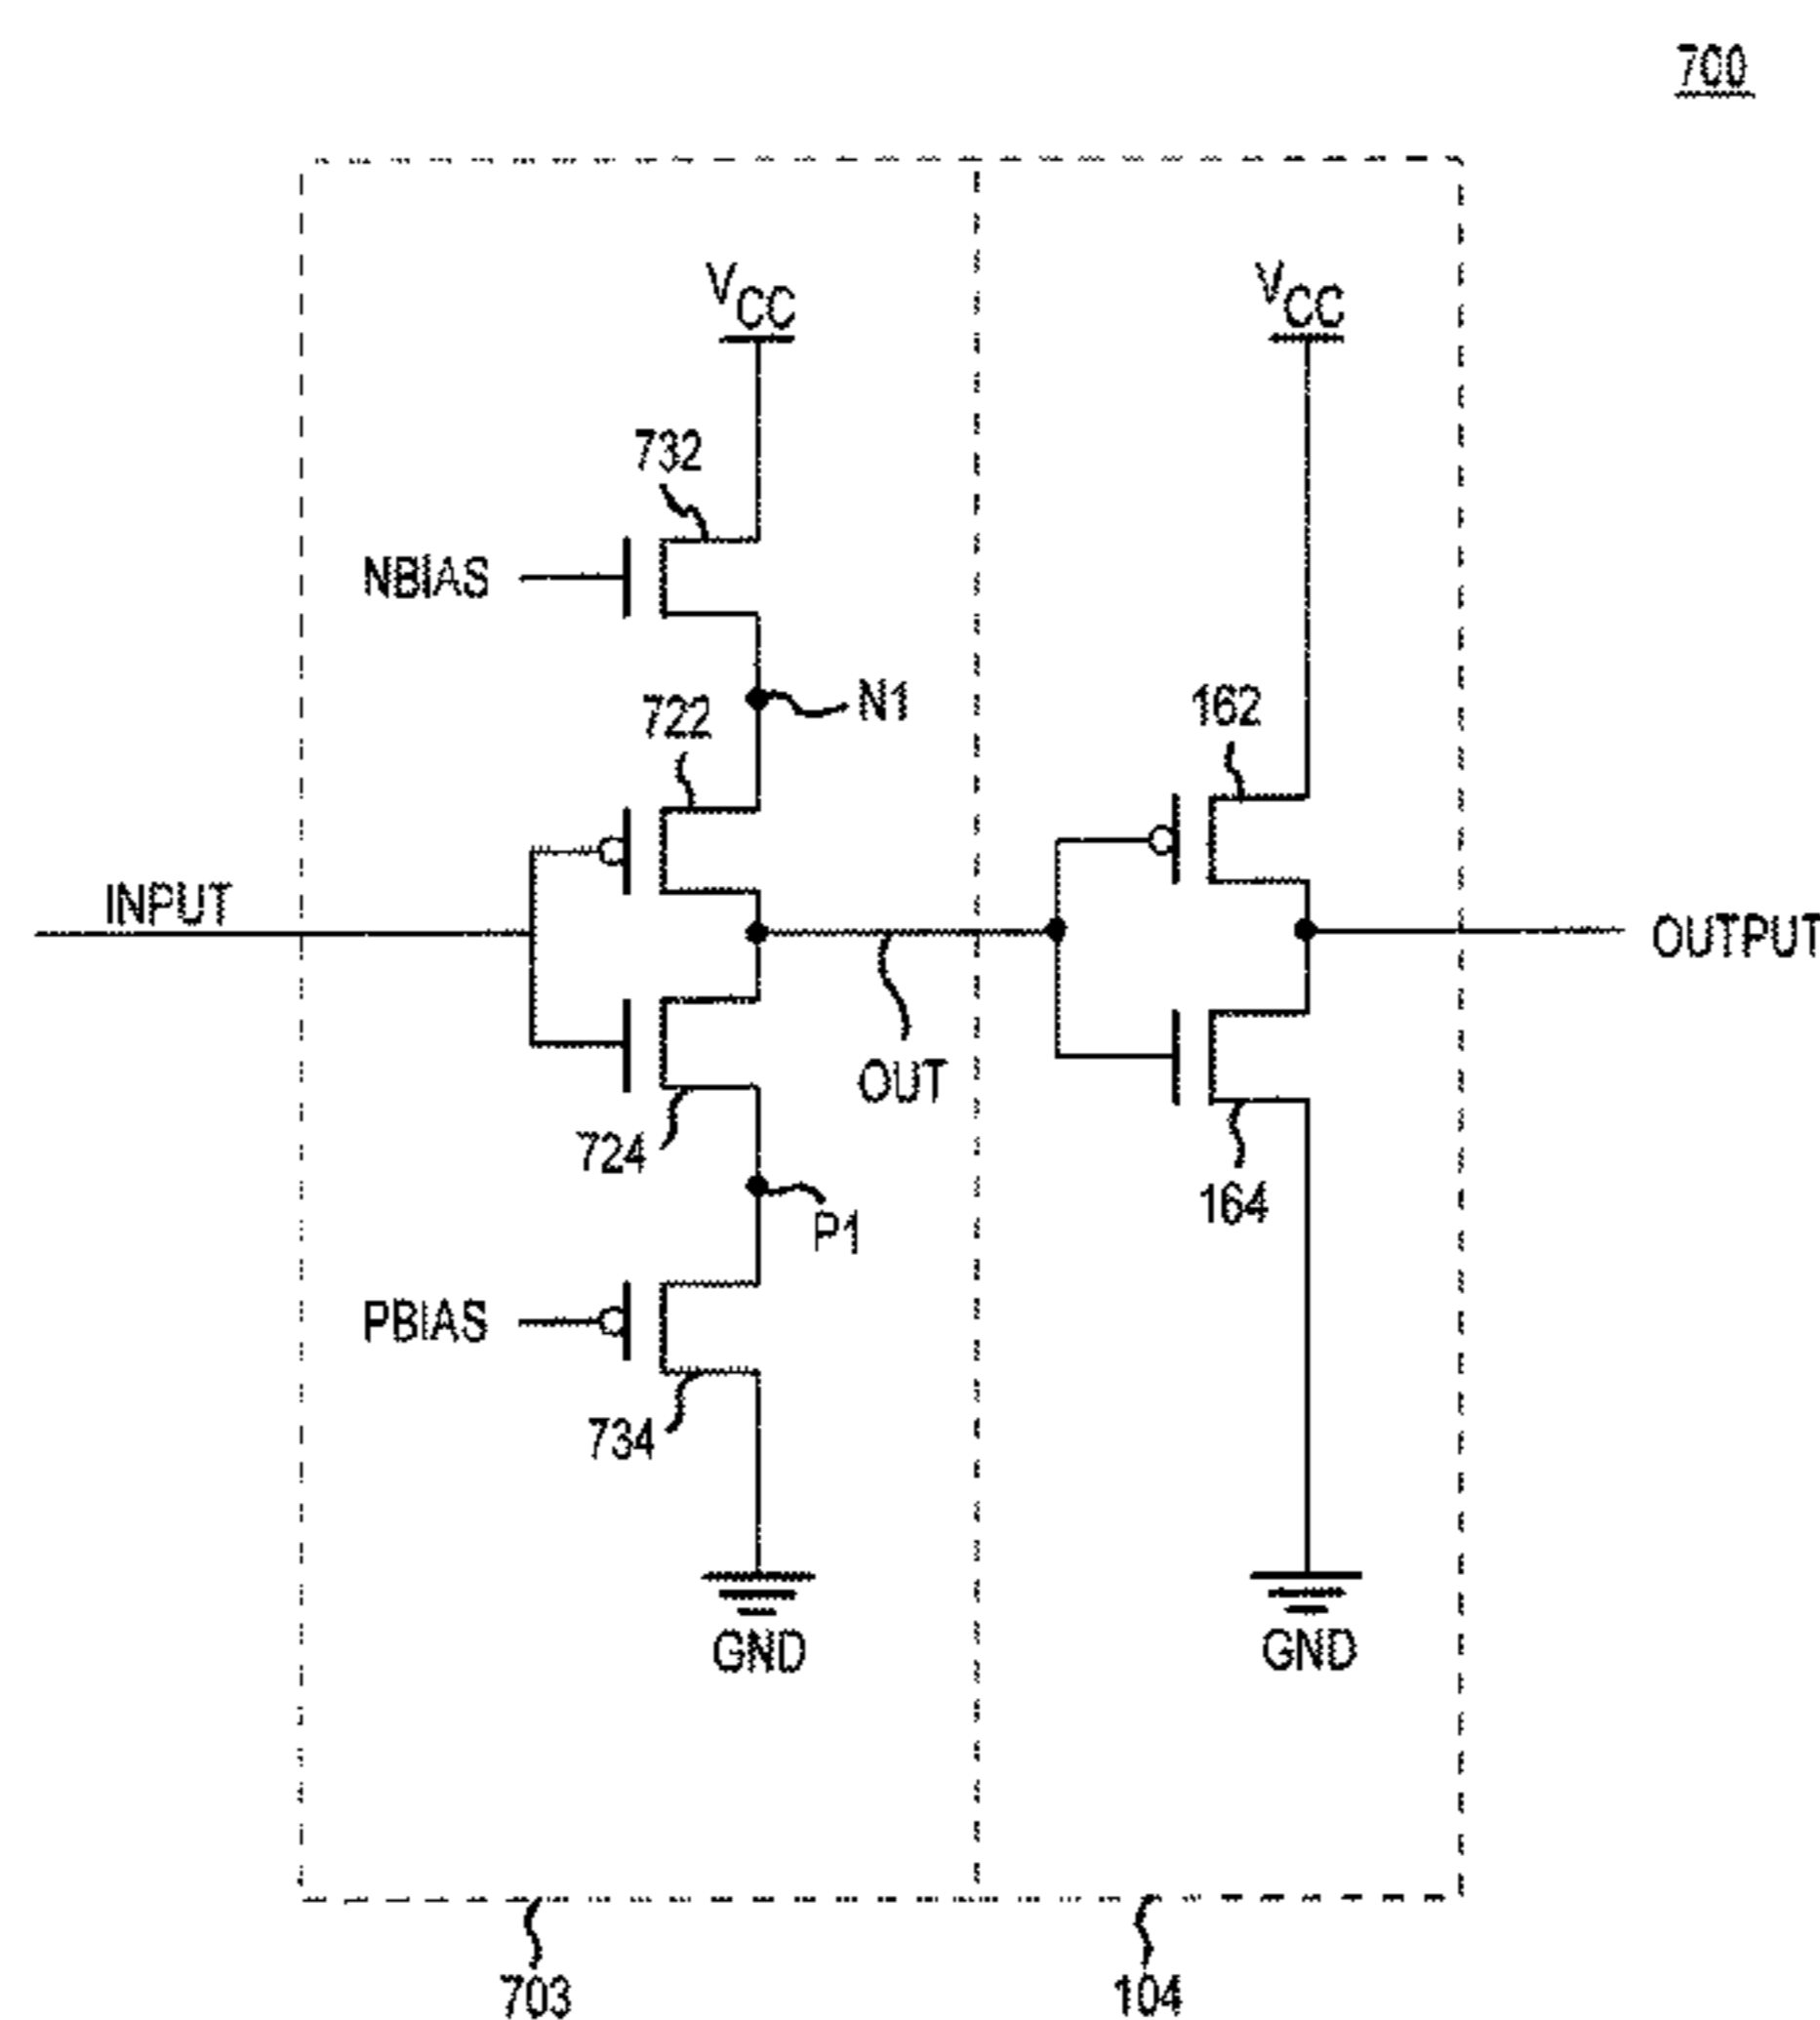 700
VCC
VCC
732
NBIAS
N1
722
162
INPUT
OUTPUT
OUT
724
164
P1
PBIAS
734
GND
GND
703
104